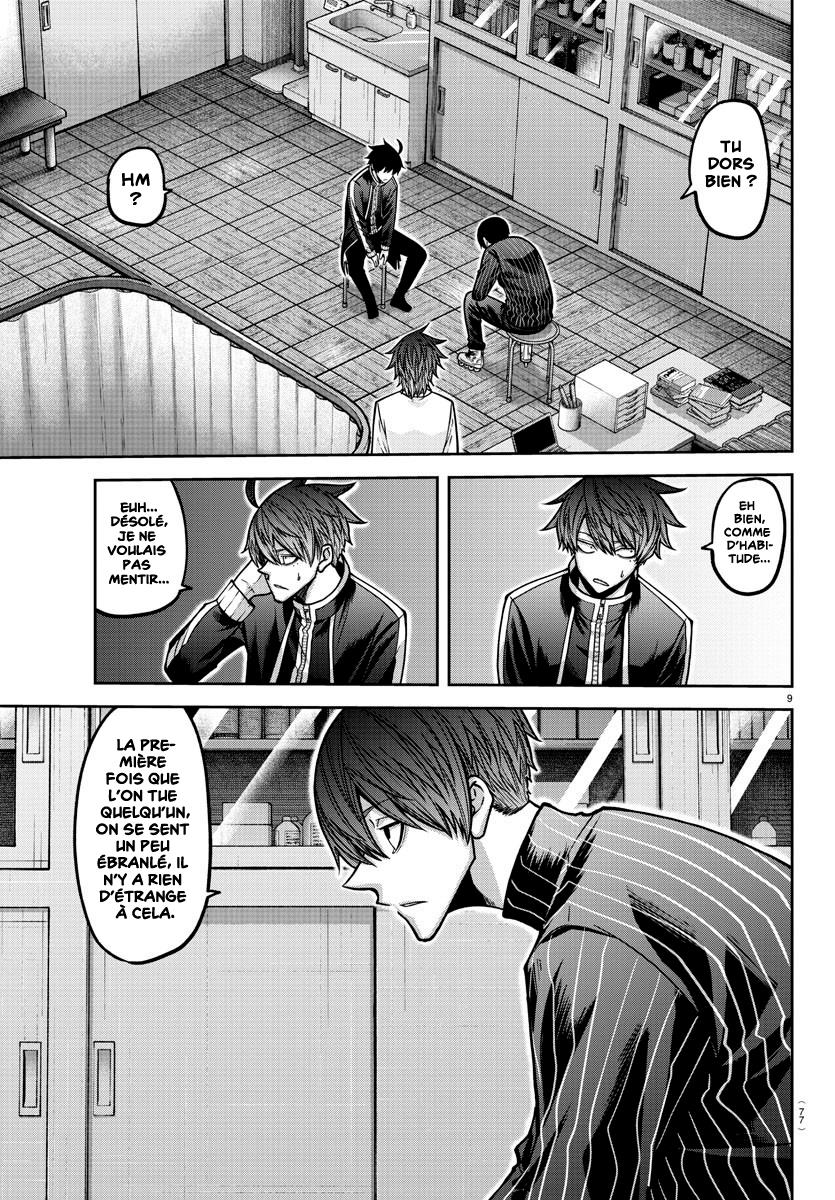 TU
DORS
BIEN ?
HM
?
EH
BIEN,
COMME
D'HABI-
TUDE...
EUH...
DÉSOLÉ,
JE NE
VOULAIS
PAS
MENTIR...
9
LA PRE-
MIÈRE
FOIS QUE
L'ON TUE
QUELQU'UN,
ON SE SENT
UN PEU
ÉBRANLÉ, IL
N'Y A RIEN
D'ÉTRANGE
À CELA.
(77)